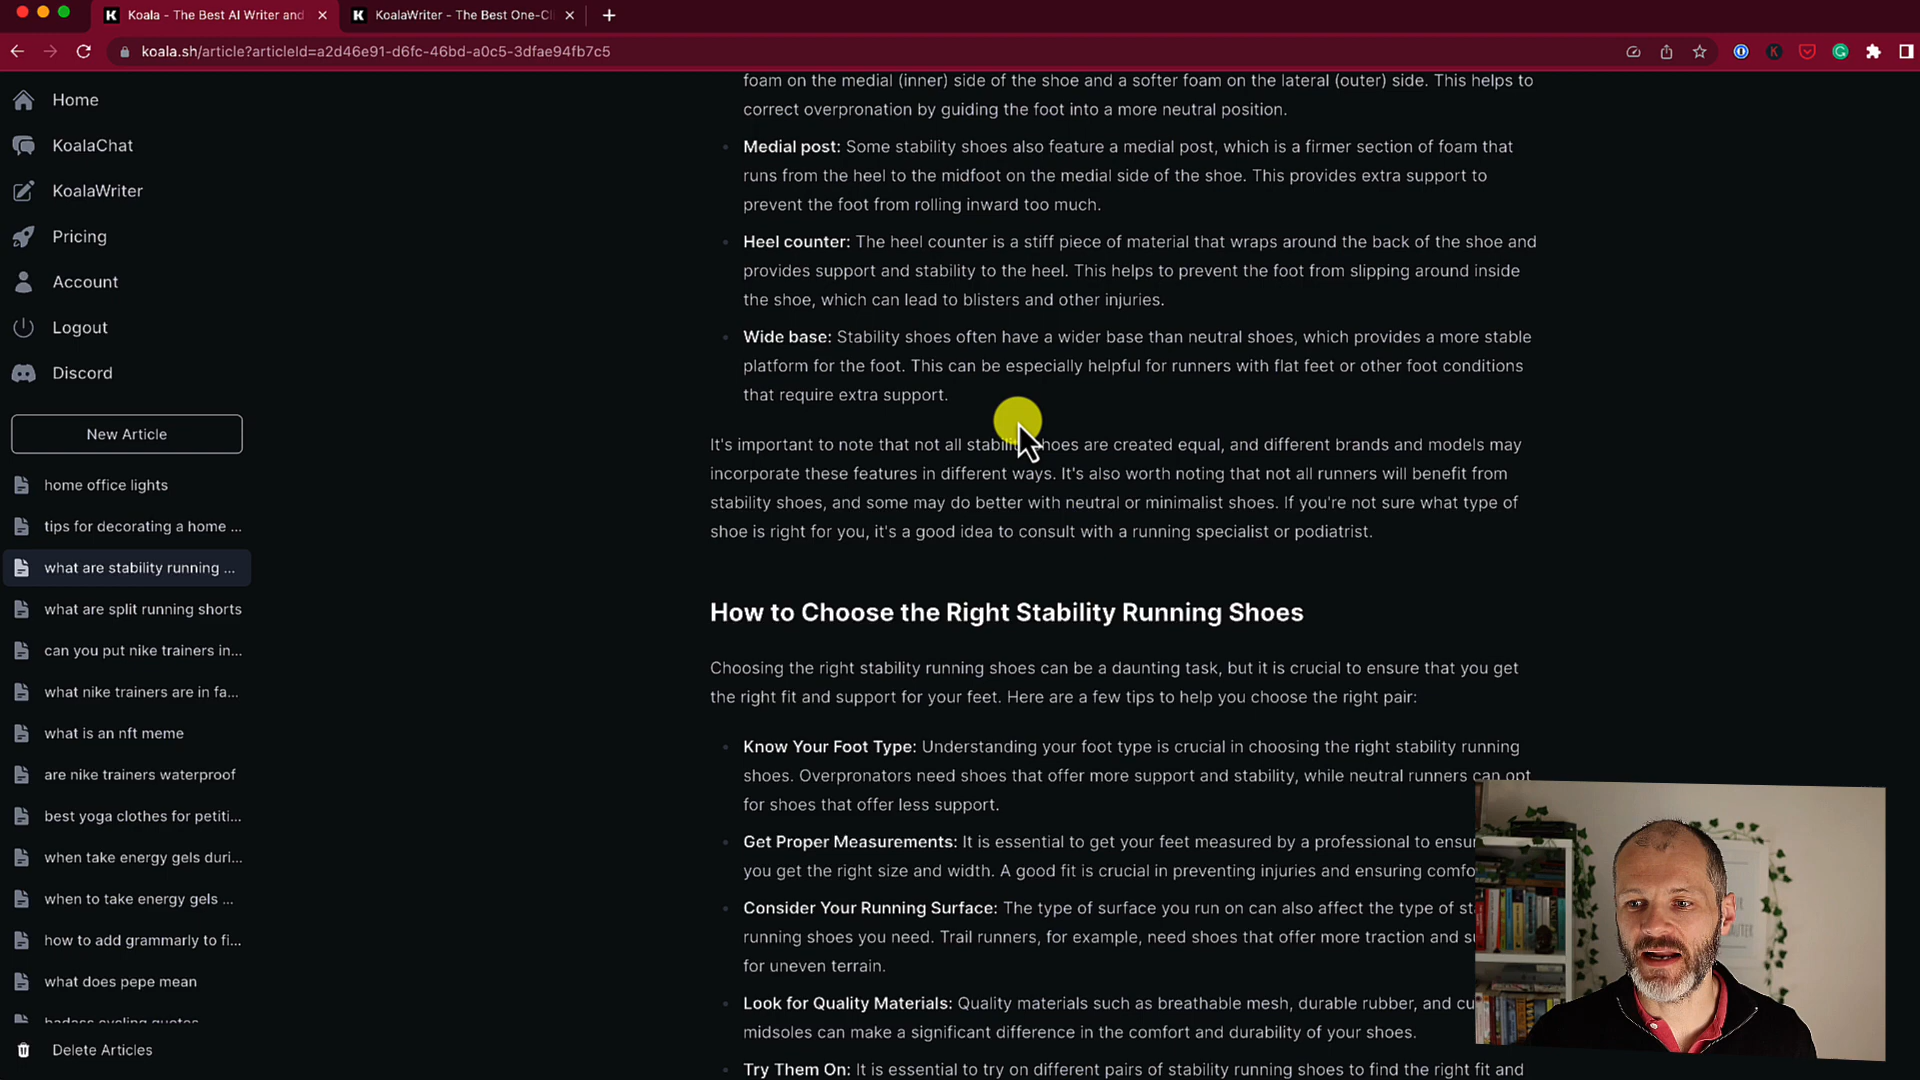 Koala - The Best AI Writer and
KoalaWriter - The Best One-Cl
koala.sh/article?articleId=a2d46e91-d6fc-46bd-a0c5-3dfae94fb7c5
Home
KoalaChat
KoalaWriter
Pricing
Account
Logout
Discord
New Article
home office lights
tips for decorating a home ...
what are stability running ...
what are split running shorts
can you put nike trainers in...
what nike trainers are in fa...
what is an nft meme
are nike trainers waterproof
best yoga clothes for petiti...
when take energy gels duri...
when to take energy gels ...
how to add grammarly to fi...
what does pepe mean
badass cycling quotes
Delete Articles
foam on the medial (inner) side of the shoe and a softer foam on the lateral (outer) side. This helps to
correct overpronation by guiding the foot into a more neutral position.
Medial post: Some stability shoes also feature a medial post, which is a firmer section of foam that
runs from the heel to the midfoot on the medial side of the shoe. This provides extra support to
prevent the foot from rolling inward too much.
Heel counter: The heel counter is a stiff piece of material that wraps around the back of the shoe and
provides support and stability to the heel. This helps to prevent the foot from slipping around inside
the shoe, which can lead to blisters and other injuries.
Wide base: Stability shoes often have a wider base than neutral shoes, which provides a more stable
platform for the foot. This can be especially helpful for runners with flat feet or other foot conditions
that require extra support.
It's important to note that not all stability shoes are created equal, and different brands and models may
incorporate these features in different ways. It's also worth noting that not all runners will benefit from
stability shoes, and some may do better with neutral or minimalist shoes. If you're not sure what type of
shoe is right for you, it's a good idea to consult with a running specialist or podiatrist.
How to Choose the Right Stability Running Shoes
Choosing the right stability running shoes can be a daunting task, but it is crucial to ensure that you get
the right fit and support for your feet. Here are a few tips to help you choose the right pair:
Know Your Foot Type: Understanding your foot type is crucial in choosing the right stability running
shoes. Overpronators need shoes that offer more support and stability, while neutral runners can opt
for shoes that offer less support.
Get Proper Measurements: It is essential to get your feet measured by a professional to ensur
you get the right size and width. A good fit is crucial in preventing injuries and ensuring comfo
Consider Your Running Surface: The type of surface you run on can also affect the type of st
running shoes you need. Trail runners, for example, need shoes that offer more traction and s
for uneven terrain.
Look for Quality Materials: Quality materials such as breathable mesh, durable rubber, and cu
midsoles can make a significant difference in the comfort and durability of your shoes.
Try Them On: It is essential to try on different pairs of stability running shoes to find the right fit and